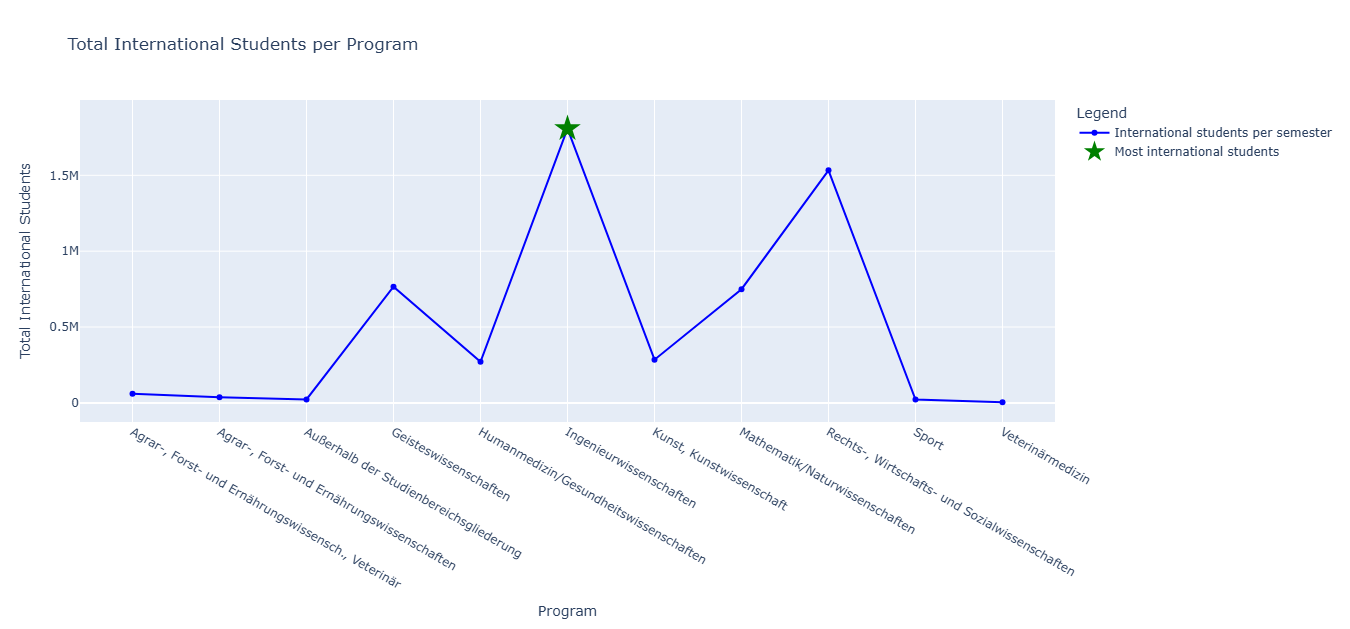 Total International Students per Program
Legend
International students per semester
Most international students
Total International Students
1.5M
1M
0.5M
0
Agrar-, Forst- und Ernährungswissensch., Veterinär
Agrar-, Forst- und Ernährungswissenschaften
Außerhalb der Studienbereichsgliederung
Geisteswissenschaften
Humanmedizin/Gesundheitswissenschaften
Ingenieurwissenschaften
Kunst, Kunstwissenschaft
Mathematik/Naturwissenschaften
Rechts-, Wirtschafts- und Sozialwissenschaften
Sport
Veterinärmedizin
Program